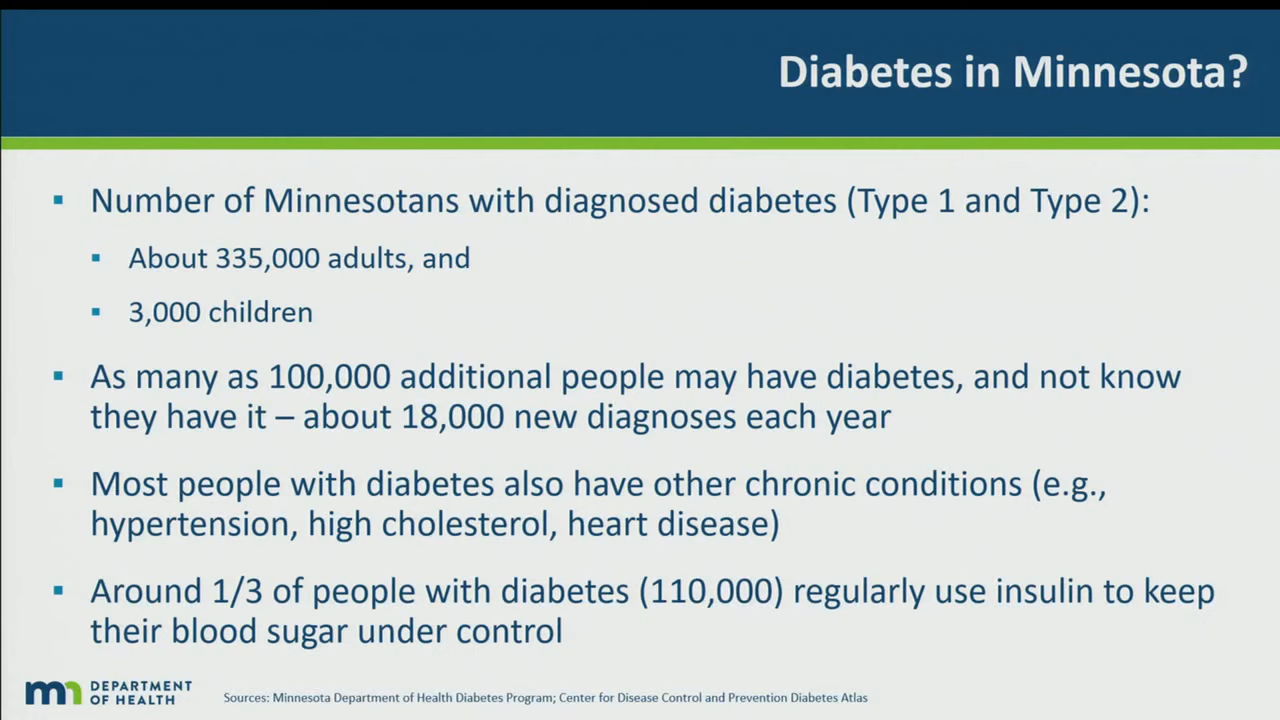 Diabetes in Minnesota?
▪ Number of Minnesotans with diagnosed diabetes (Type 1 and Type 2):
▪ About 335,000 adults, and
▪ 3,000 children
▪ As many as 100,000 additional people may have diabetes, and not know
they have it – about 18,000 new diagnoses each year
▪ Most people with diabetes also have other chronic conditions (e.g.,
hypertension, high cholesterol, heart disease)
▪ Around 1/3 of people with diabetes (110,000) regularly use insulin to keep
their blood sugar under control
mn DEPARTMENT
OF HEALTH
Sources: Minnesota Department of Health Diabetes Program; Center for Disease Control and Prevention Diabetes Atlas